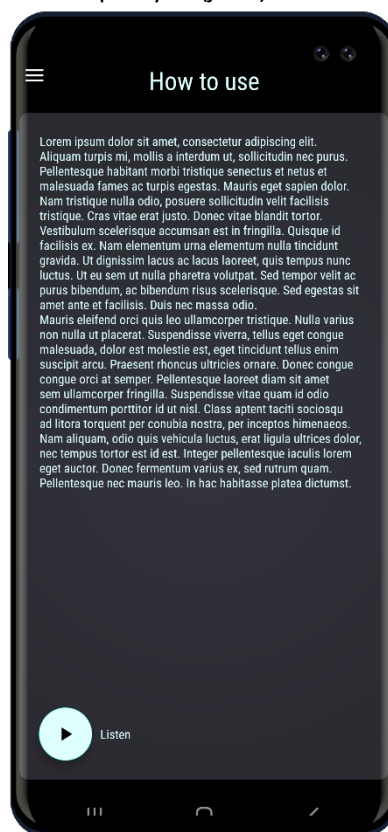 How to use
Lorem ipsum dolor sit amet, consectetur adipiscing elit.
Aliquam turpis mi, mollis a interdum ut, sollicitudin nec purus.
Pellentesque habitant morbi tristique senectus et netus et
malesuada fames ac turpis egestas. Mauris eget sapien dolor.
Nam tristique nulla odio, posuere sollicitudin velit facilisis
tristique. Cras vitae erat justo. Donec vitae blandit tortor.
Vestibulum scelerisque accumsan est in fringilla. Quisque id
facilisis ex. Nam elementum urna elementum nulla tincidunt
gravida. Ut dignissim lacus ac lacus laoreet, quis tempus nunc
luctus. Ut eu sem ut nulla pharetra volutpat. Sed tempor velit ac
purus bibendum, ac bibendum risus scelerisque. Sed egestas sit
amet ante et facilisis. Duis nec massa odio.
Mauris eleifend orci quis leo ullamcorper tristique. Nulla varius
non nulla ut placerat. Suspendisse viverra, tellus eget congue
malesuada, dolor est molestie est, eget tincidunt tellus enim
suscipit arcu. Praesent rhoncus ultricies ornare. Donec congue
congue orci at semper. Pellentesque laoreet diam sit amet
sem ullamcorper fringilla. Suspendisse vitae quam id odio
condimentum porttitor id ut nisl. Class aptent taciti sociosqu
ad litora torquent per conubia nostra, per inceptos himenaeos.
Nam aliquam, odio quis vehicula luctus, erat ligula ultrices dolor,
nec tempus tortor est id est. Integer pellentesque iaculis lorem
eget auctor. Donec fermentum varius ex, sed rutrum quam.
Pellentesque nec mauris leo. In hac habitasse platea dictumst.
Listen